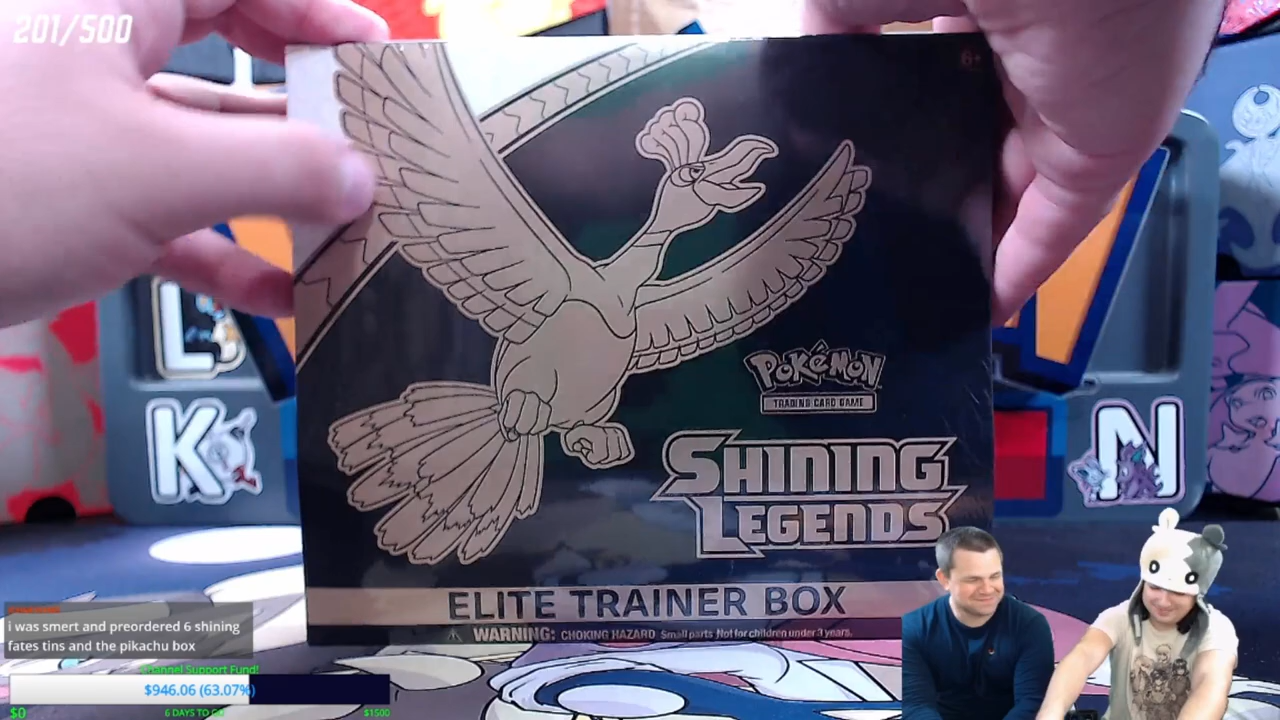 201/500
6+
L
K
N
POKéMON
TRADING CARD GAME
SHINING
LEGENDS
ELITE TRAINER BOX
WARNING: CHOKING HAZARD Small parts Not for children under 3 years.
i was smert and preordered 6 shining
fates tins and the pikachu box
Channel Support Fund!
$946.06 (63.07%)
$0 6 DAYS TO GO $1500